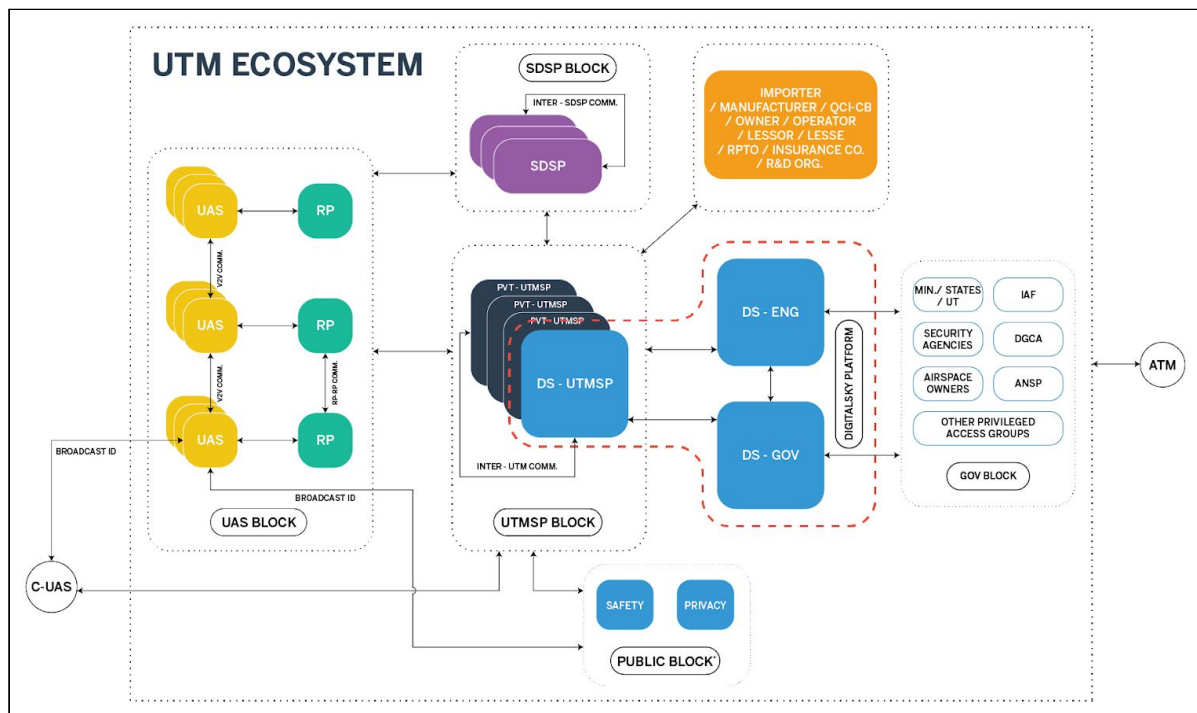 UTM ECOSYSTEM
SDSP BLOCK
INTER - SDSP COMM.
SDSP
IMPORTER
/ MANUFACTURER / QCI-CB
/ OWNER / OPERATOR
/ LESSOR / LESSE
/ RPTO / INSURANCE CO.
/ R&D ORG.
UAS
RP
V2V COMM.
UAS
RP
V2V COMM.
RP-RP COMM.
UAS
RP
BROADCAST ID
BROADCAST ID
UAS BLOCK
PVT - UTMSP
PVT - UTMSP
PVT - UTMSP
DS - UTMSP
INTER - UTM COMM.
UTMSP BLOCK
DS - ENG
DS - GOV
DIGITALSKY PLATFORM
MIN./ STATES
/ UT
IAF
SECURITY
AGENCIES
DGCA
AIRSPACE
OWNERS
ANSP
OTHER PRIVILEGED
ACCESS GROUPS
GOV BLOCK
ATM
C-UAS
SAFETY
PRIVACY
PUBLIC BLOCK*